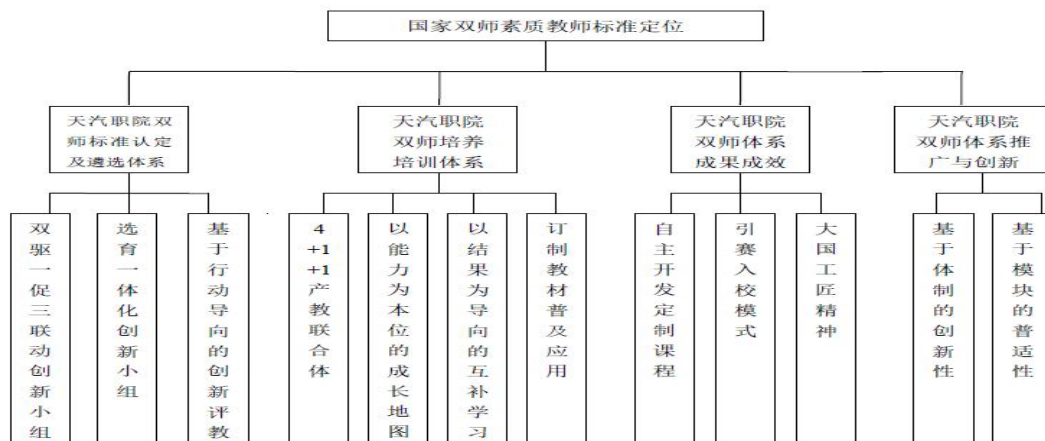 国家双师素质教师标准定位
天汽职院双
师标准认定
及遴选体系
天汽职院
双师培养
培训体系
天汽职院
双师体系
成果成效
天汽职院
双师体系推
广与创新
双驱一促三联动创新小组
选育一体化创新小组
基于行动导向的创新评教
4+1+1产教联合体
以能力为本位的成长地图
以结果为导向的互补学习
订制教材普及应用
自主开发定制课程
引赛入校模式
大国工匠精神
基于体制的创新性
基于模块的普适性